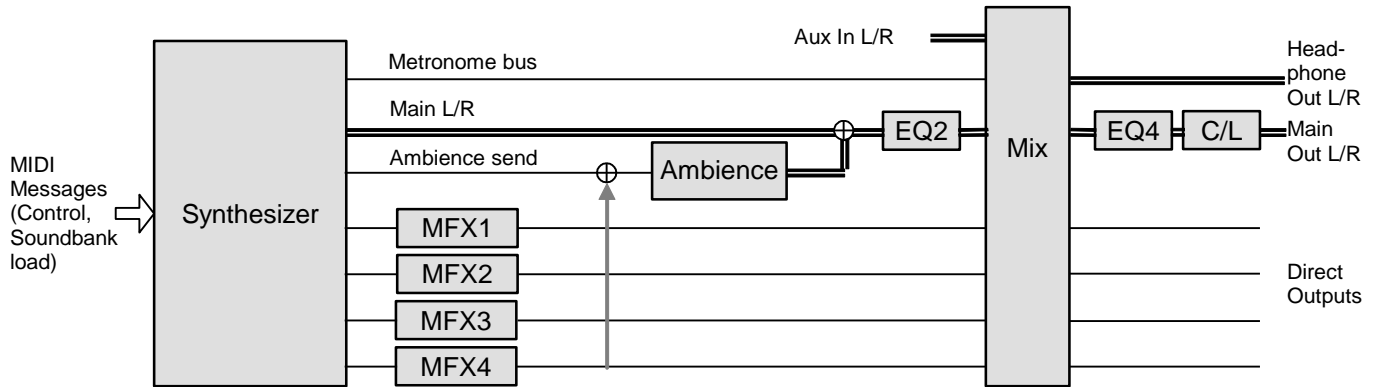 MIDI
Messages
(Control,
Soundbank
load)
Synthesizer
Metronome bus
Main L/R
Ambience send
MFX1
MFX2
MFX3
MFX4
Ambience
Aux In L/R
EQ2
Mix
EQ4
C/L
Head-
phone
Out L/R
Main
Out L/R
Direct
Outputs